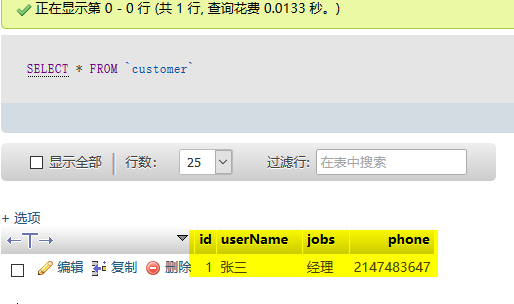 正在显示第 0 - 0 行 (共 1 行, 查询花费 0.0133 秒。)
SELECT * FROM `customer`
显示全部 行数: 25 过滤行: 在表中搜索
+ 选项
←T→ id userName jobs phone
编辑 复制 删除 1 张三 经理 2147483647